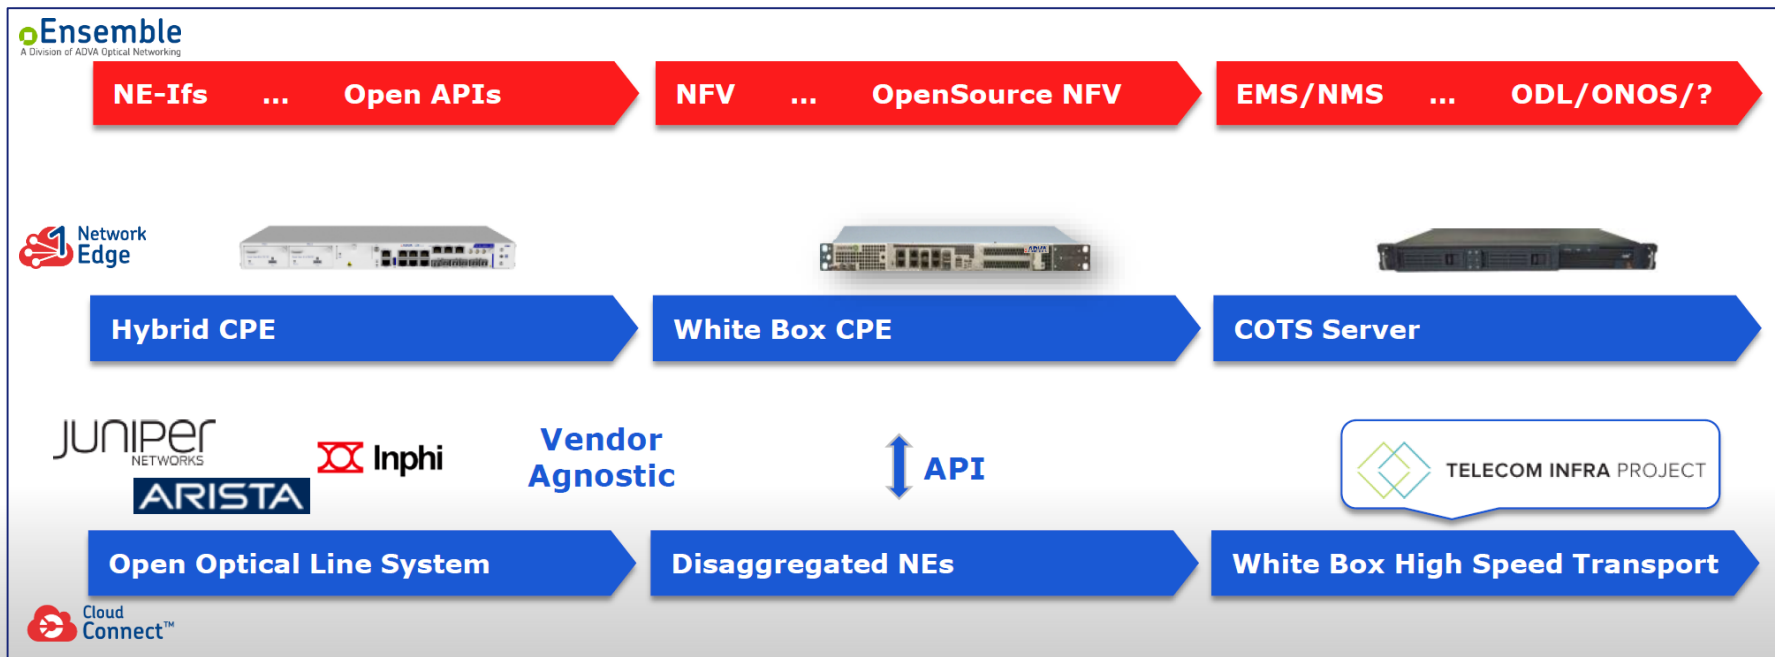 Ensemble
A Division of ADVA Optical Networking
NE-Ifs ... Open APIs
NFV ... OpenSource NFV
EMS/NMS ... ODL/ONOS/?
1 Network
Edge
ADVA
Hybrid CPE
White Box CPE
COTS Server
JUNIPER
NETWORKS
ARISTA
Inphi
Vendor
Agnostic
API
TELECOM INFRA PROJECT
Open Optical Line System
Disaggregated NEs
White Box High Speed Transport
Cloud
Connect™